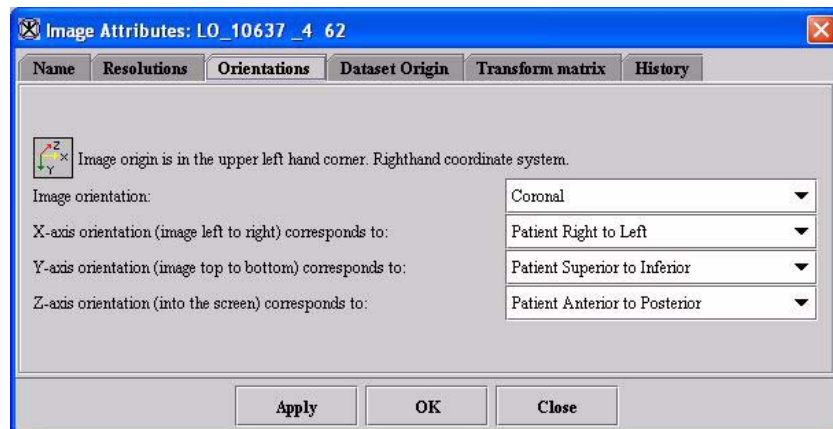 Image Attributes: LO_10637 _4 62
Name Resolutions Orientations Dataset Origin Transform matrix History
Z
X
Y
Image origin is in the upper left hand corner. Righthand coordinate system.
Image orientation: Coronal
X-axis orientation (image left to right) corresponds to: Patient Right to Left
Y-axis orientation (image top to bottom) corresponds to: Patient Superior to Inferior
Z-axis orientation (into the screen) corresponds to: Patient Anterior to Posterior
Apply OK Close